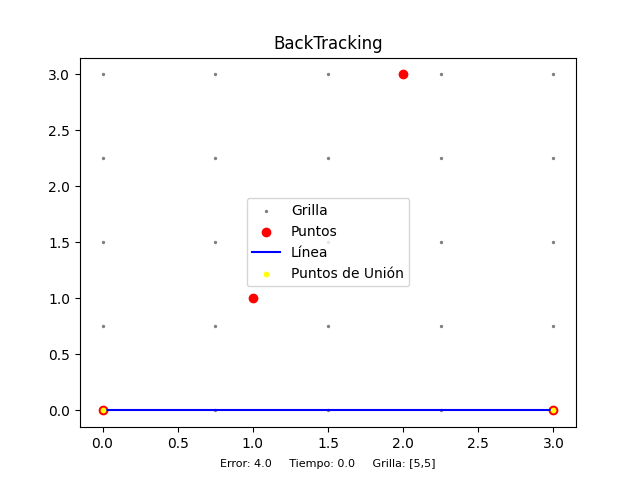 BackTracking
3.0
2.5
2.0
1.5
1.0
0.5
0.0
Grilla
Puntos
Línea
Puntos de Unión
0.0 0.5 1.0 1.5 2.0 2.5 3.0
Error: 4.0 Tiempo: 0.0 Grilla: [5,5]